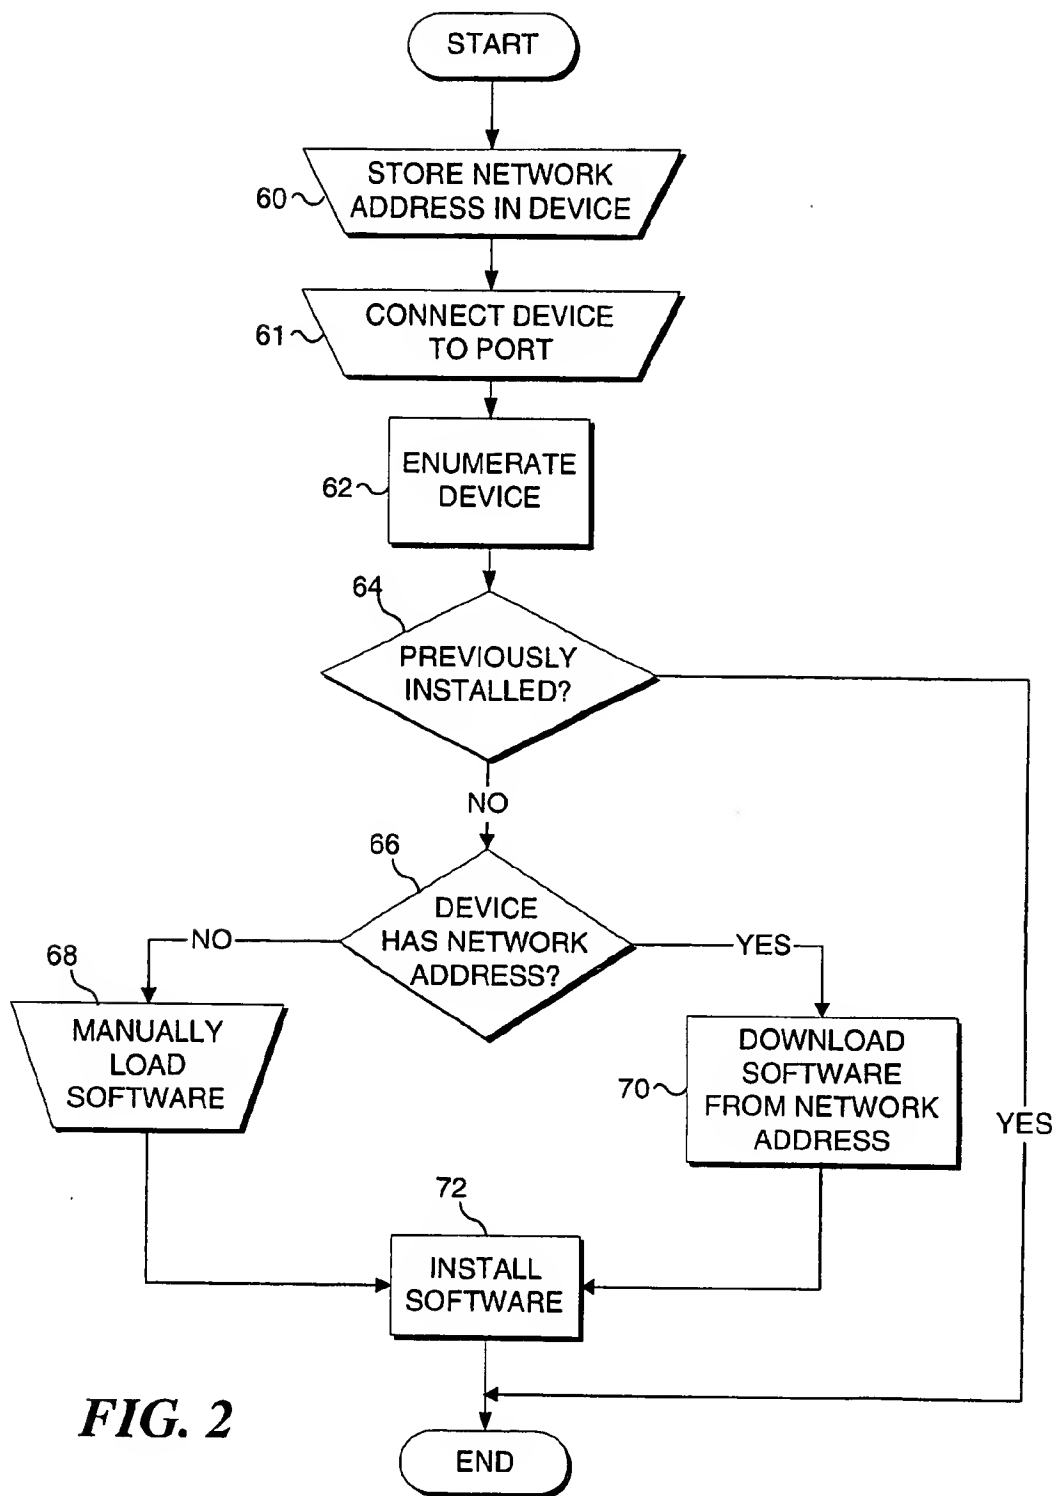 START
STORE NETWORK
ADDRESS IN DEVICE
60
CONNECT DEVICE
TO PORT
61
ENUMERATE
DEVICE
62
64
PREVIOUSLY
INSTALLED?
NO
66
DEVICE
HAS NETWORK
ADDRESS?
NO
YES
68
MANUALLY
LOAD
SOFTWARE
DOWNLOAD
SOFTWARE
FROM NETWORK
ADDRESS
70
YES
72
INSTALL
SOFTWARE
FIG. 2
END